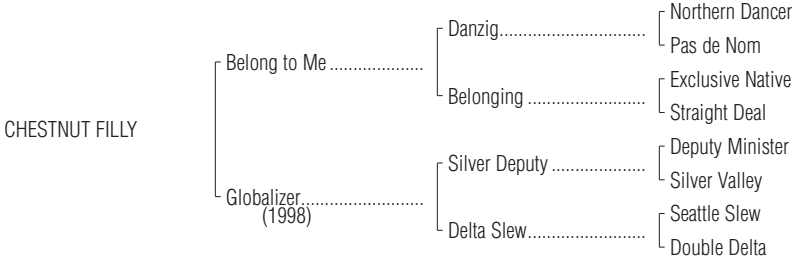 Northern Dancer
Danzig..............................
Pas de Nom
Belong to Me ....................
Exclusive Native
Belonging ........................
Straight Deal
CHESTNUT FILLY
Deputy Minister
Silver Deputy ....................
Silver Valley
Globalizer..........................
(1998)
Seattle Slew
Delta Slew.........................
Double Delta